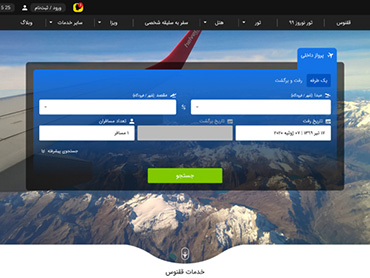 ورود / ثبت‌نام
5 25
ققنوس
تور نوروز ۹۹
تور
هتل
سفر به سلیقه شخصی
ویزا
سایر خدمات
وبلاگ
پرواز داخلی
یک طرفه
رفت و برگشت
مبدا (شهر / فرودگاه)
مقصد (شهر / فرودگاه)
تاریخ رفت
تاریخ برگشت
تعداد مسافران
۱۷ تیر ۱۳۹۹ | ۰۷ ژوئیه ۲۰۲۰
۱ مسافر
جستجوی پیشرفته
جستجو
خدمات ققنوس